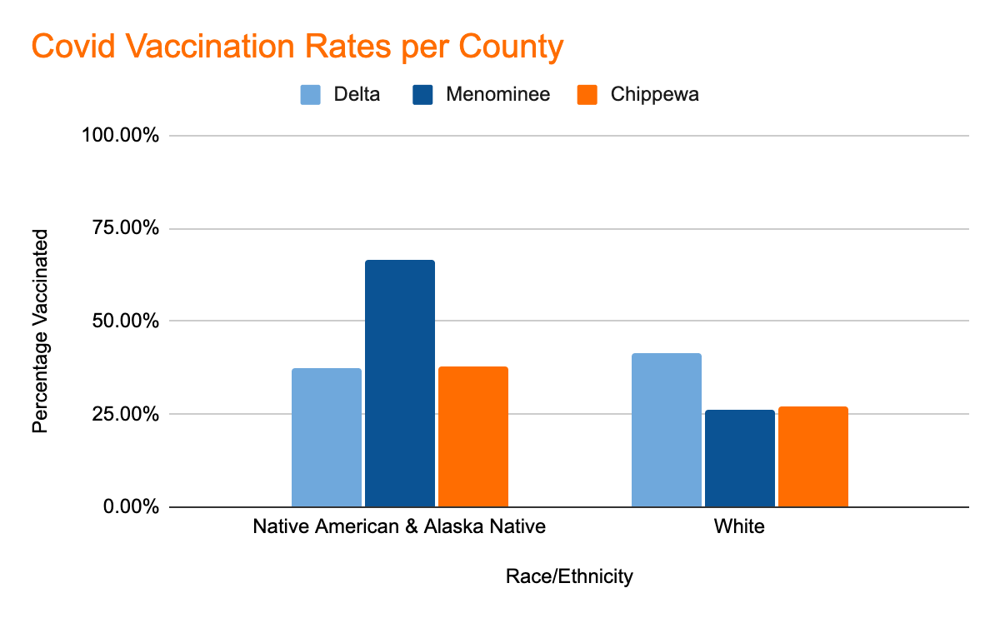 Covid Vaccination Rates per County
Delta Menominee Chippewa
100.00%
75.00%
50.00%
25.00%
0.00%
Percentage Vaccinated
Native American & Alaska Native White
Race/Ethnicity